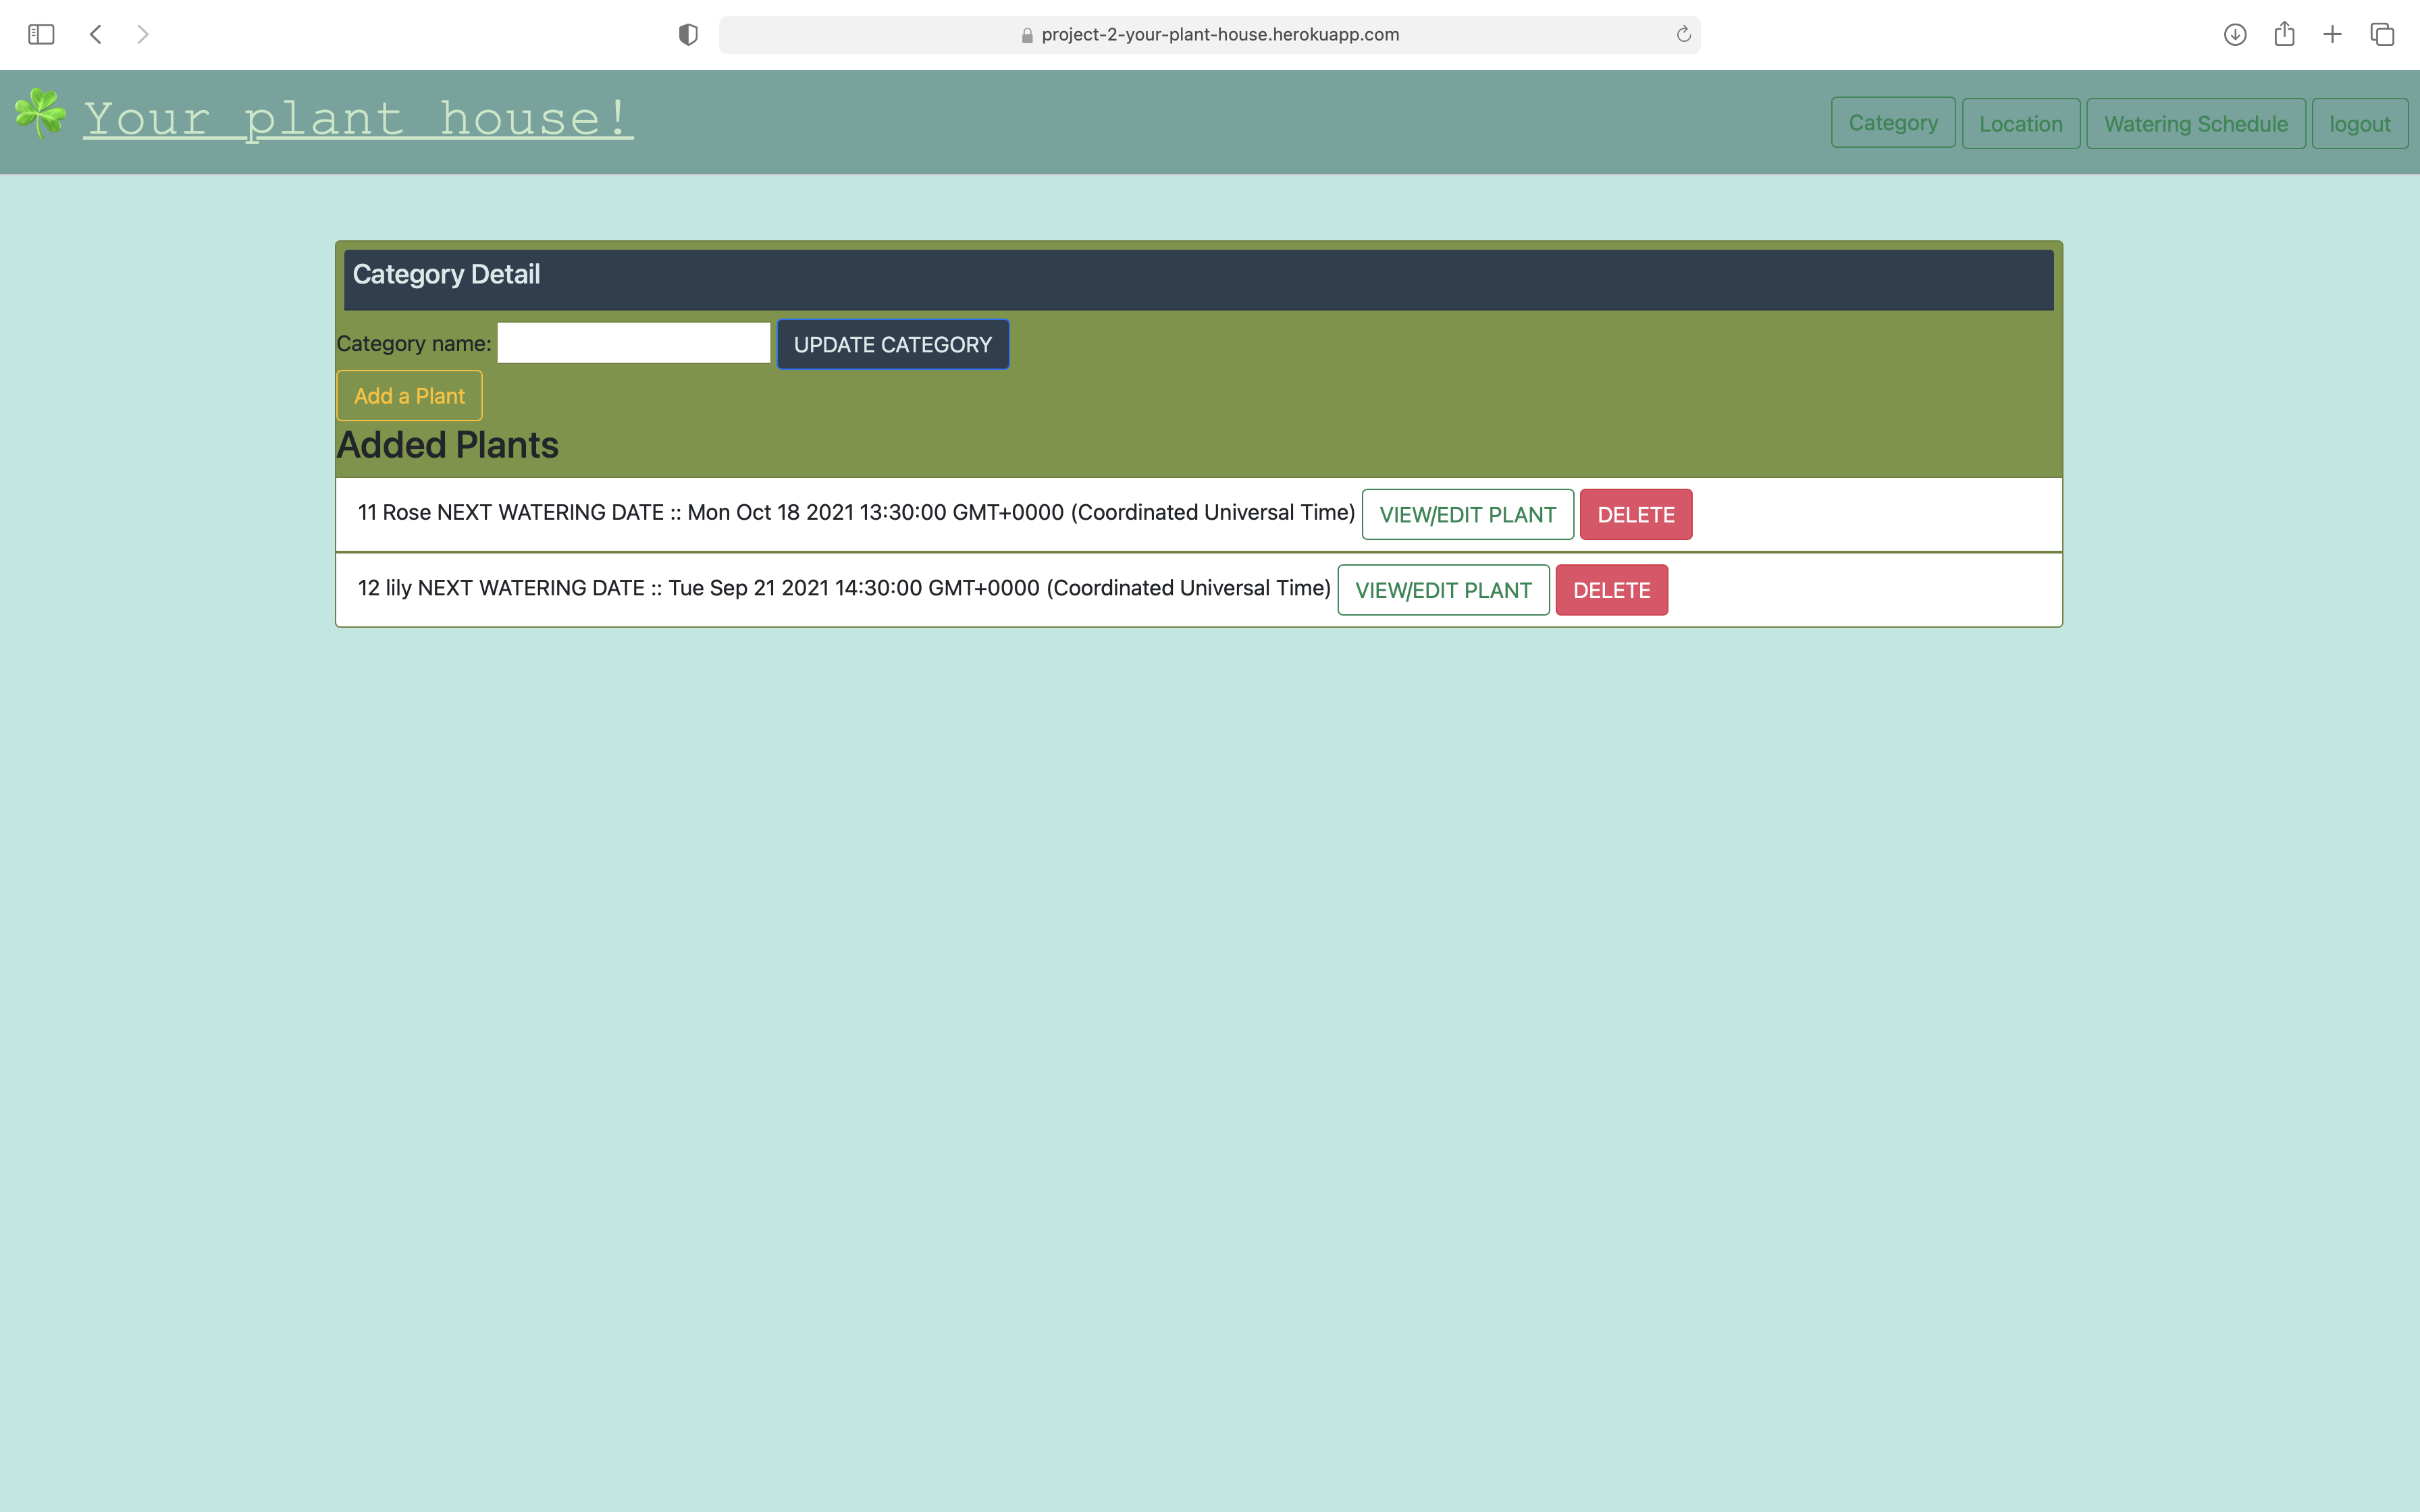 project-2-your-plant-house.herokuapp.com
Your plant house!
Category Location Watering Schedule logout
Category Detail
Category name: UPDATE CATEGORY
Add a Plant
Added Plants
11 Rose NEXT WATERING DATE :: Mon Oct 18 2021 13:30:00 GMT+0000 (Coordinated Universal Time) VIEW/EDIT PLANT DELETE
12 lily NEXT WATERING DATE :: Tue Sep 21 2021 14:30:00 GMT+0000 (Coordinated Universal Time) VIEW/EDIT PLANT DELETE